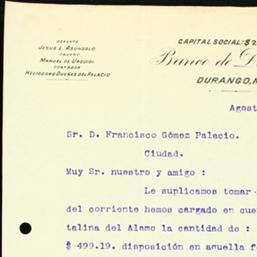 GERENTE
JESUS L. ASÚNSOLO.
CAJERO
MANUEL DE URQUIDI.
CONTADOR
HELIODORO DUEÑES DEL PALACIO
CAPITAL SOCIAL: $2
Banco de D
DURANGO,
Agost
Sr. D. Francisco Gómez Palacio.
Ciudad.
Muy Sr. nuestro y amigo :
Le suplicamos tomar
del corriente hemos cargado en cuen
talina del Alamo la cantidad de :
$ 499.19. disposición en aquella f